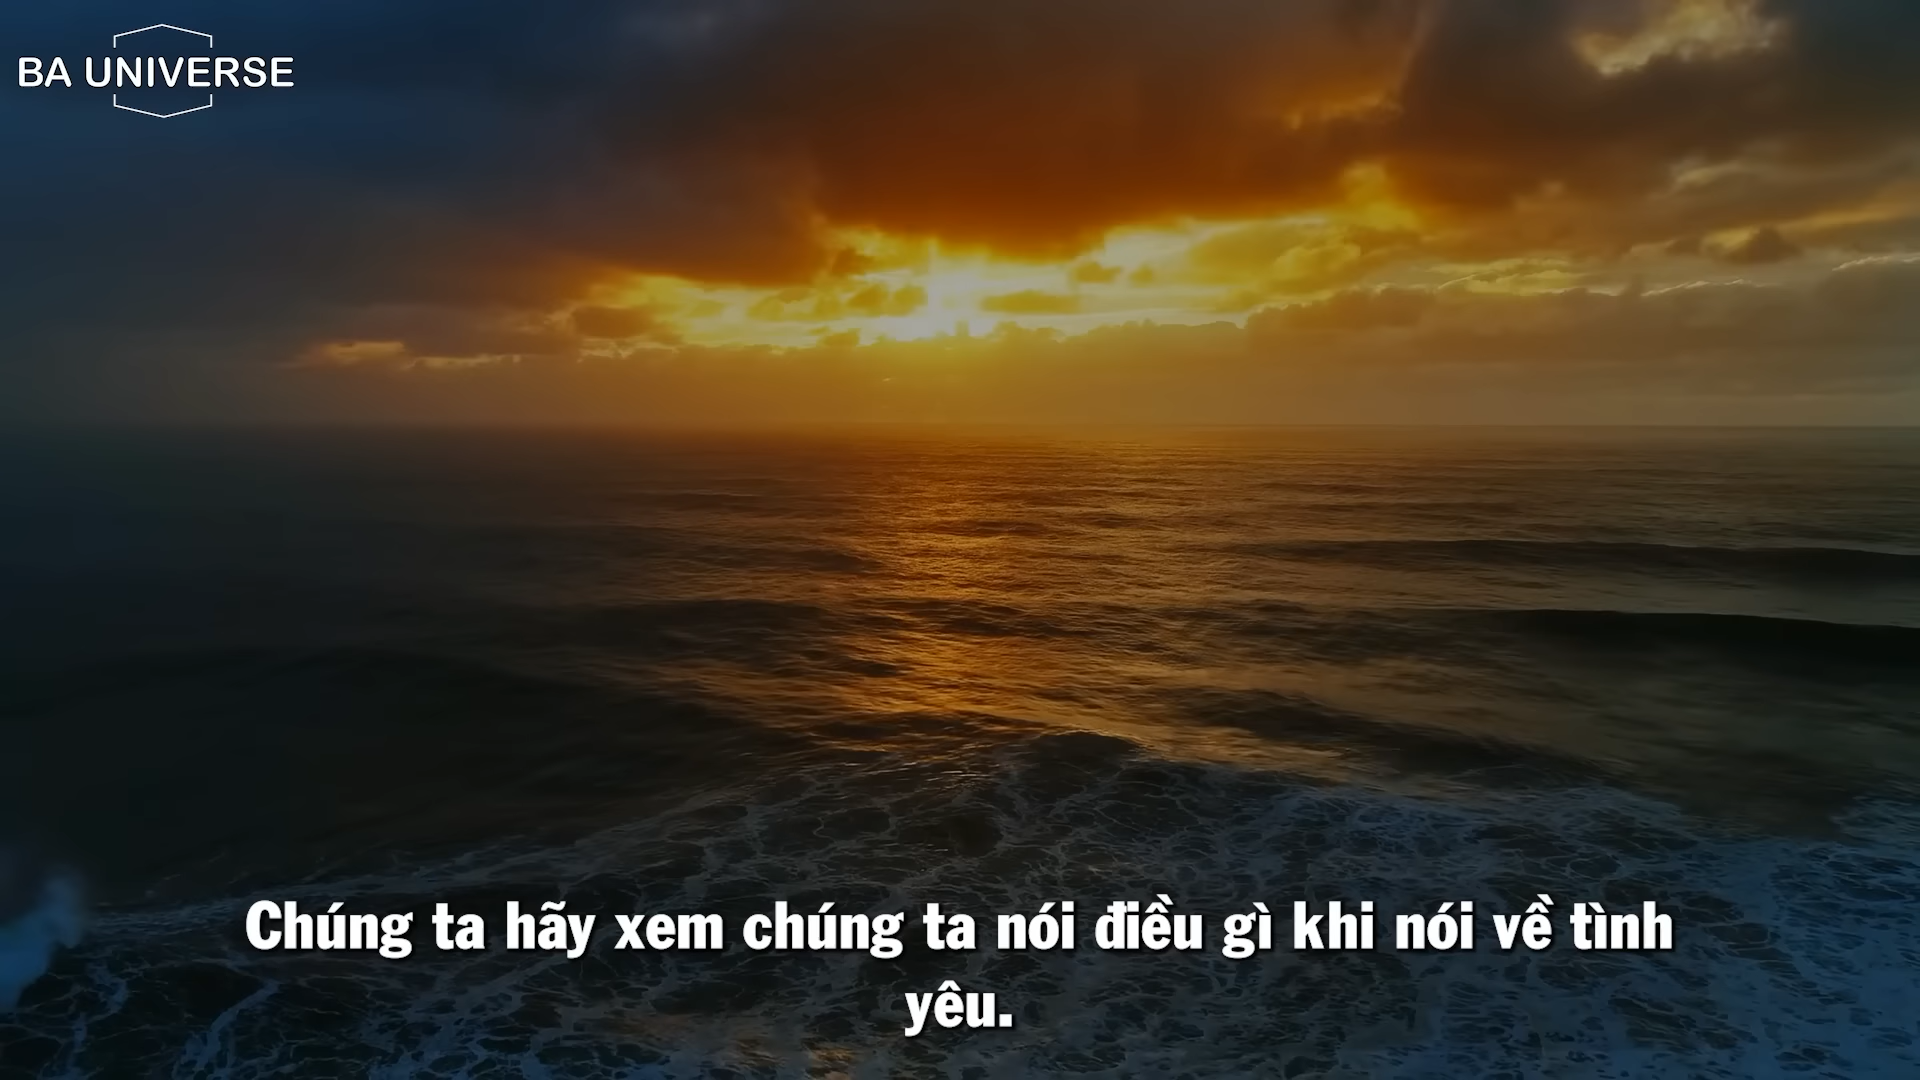 BA UNIVERSE
Chúng ta hãy xem chúng ta nói điều gì khi nói về tình
yêu.